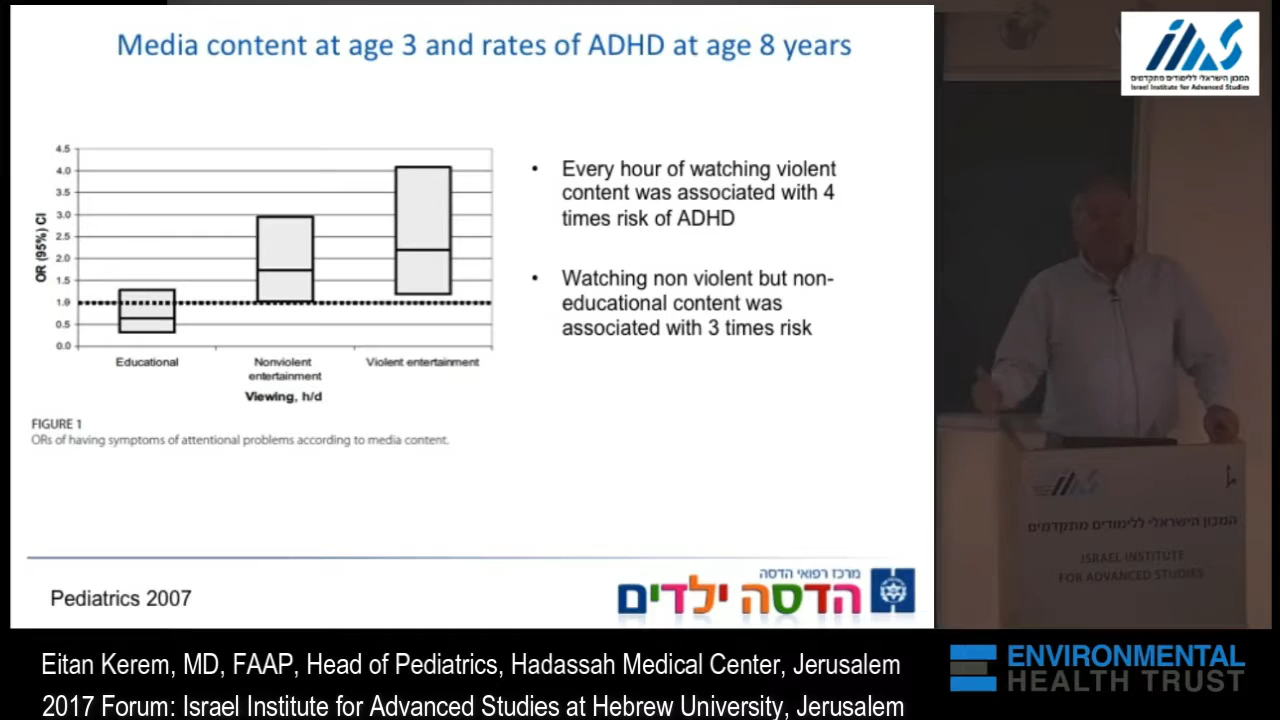 Media content at age 3 and rates of ADHD at age 8 years
המכון הישראלי ללימודים מתקדמים
Israel Institute for Advanced Studies
4.5
4.0
3.5
3.0
2.5
2.0
1.5
1.0
0.5
0.0
OR (95%) CI
Educational
Nonviolent
entertainment
Violent entertainment
Viewing, h/d
FIGURE 1
ORs of having symptoms of attentional problems according to media content.
• Every hour of watching violent
content was associated with 4
times risk of ADHD
• Watching non violent but non-
educational content was
associated with 3 times risk
המכון הישראלי ללימודים מתקדמים
ISRAEL INSTITUTE
FOR ADVANCED STUDIES
Pediatrics 2007
מרכז רפואי הדסה
הדסה ילדים
Eitan Kerem, MD, FAAP, Head of Pediatrics, Hadassah Medical Center, Jerusalem
2017 Forum: Israel Institute for Advanced Studies at Hebrew University, Jerusalem
ENVIRONMENTAL
HEALTH TRUST